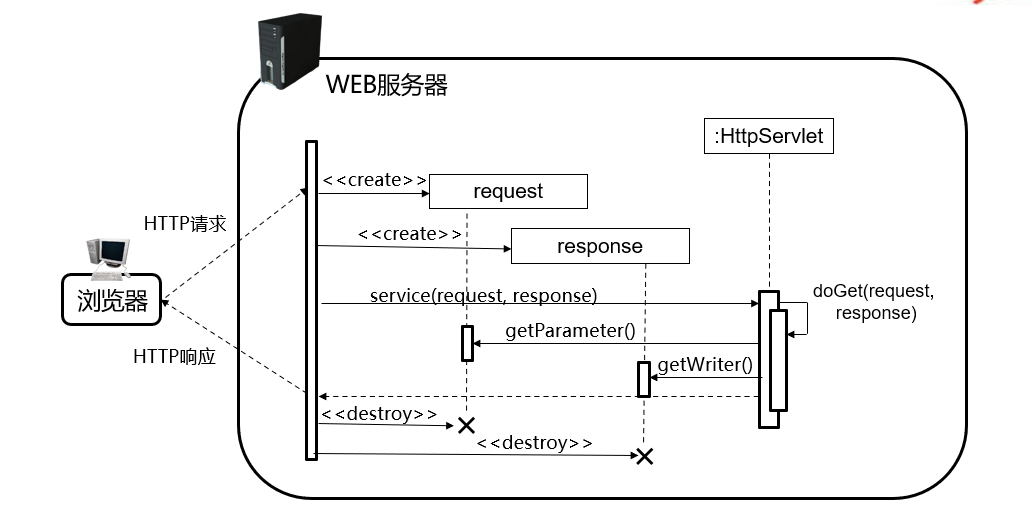 WEB服务器
:HttpServlet
<<create>>
request
HTTP请求
<<create>>
response
浏览器
service(request, response)
doGet(request,
response)
getParameter()
HTTP响应
getWriter()
<<destroy>>
<<destroy>>